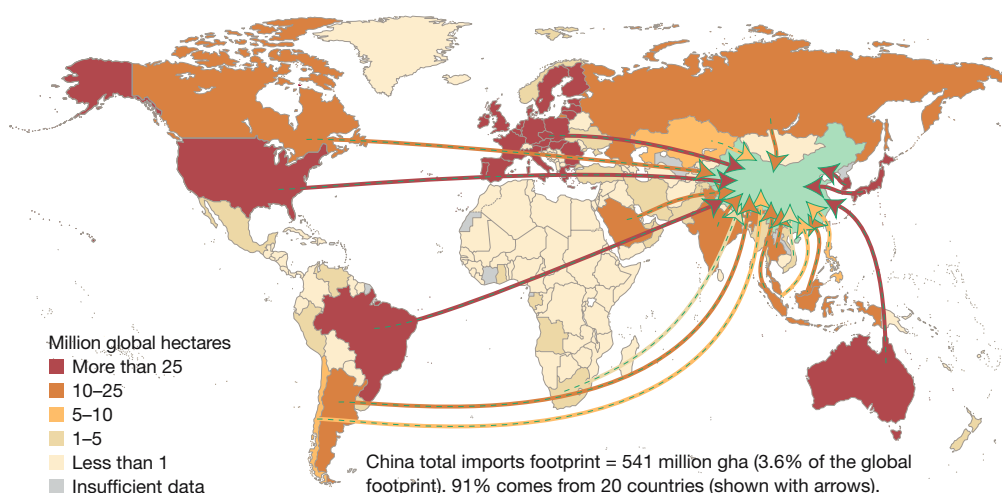 Million global hectares
More than 25
10–25
5–10
1–5
Less than 1
Insufficient data
China total imports footprint = 541 million gha (3.6% of the global
footprint). 91% comes from 20 countries (shown with arrows).